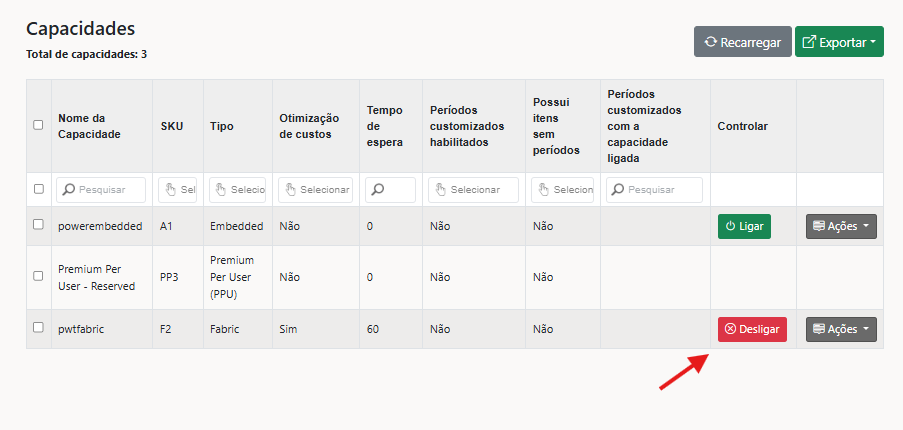 Capacidades
Total de capacidades: 3
Recarregar
Exportar
Nome da Capacidade SKU Tipo Otimização de custos Tempo de espera Períodos customizados habilitados Possui itens sem períodos Períodos customizados com a capacidade ligada Controlar
Pesquisar Sel Selecio Selecionar Selecionar Selecion Pesquisar
powerembedded A1 Embedded Não 0 Não Não Ligar Ações
Premium Per User - Reserved PP3 Premium Per User (PPU) Não 0 Não Não
pwtfabric F2 Fabric Sim 60 Não Não Desligar Ações